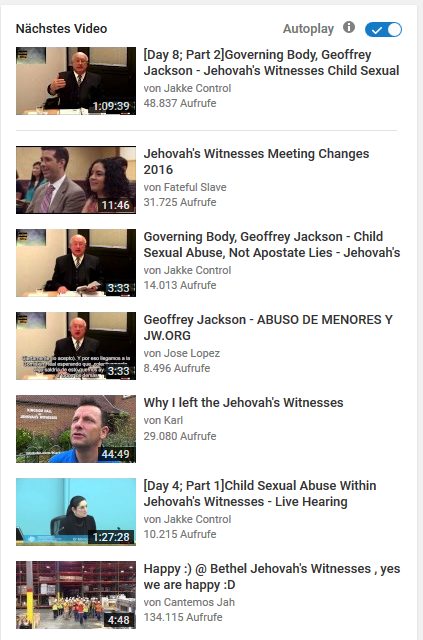 Nächstes Video
Autoplay
[Day 8; Part 2]Governing Body, Geoffrey
Jackson - Jehovah's Witnesses Child Sexual
von Jakke Control
48.837 Aufrufe
1:09:39
Jehovah's Witnesses Meeting Changes
2016
von Fateful Slave
31.725 Aufrufe
11:46
Governing Body, Geoffrey Jackson - Child
Sexual Abuse, Not Apostate Lies - Jehovah's
von Jakke Control
14.013 Aufrufe
3:33
Geoffrey Jackson - ABUSO DE MENORES Y
JW.ORG
von Jose Lopez
8.496 Aufrufe
3:33
Why I left the Jehovah's Witnesses
von Karl
29.080 Aufrufe
KINGDOM HALL
JEHOVAH'S WITNESSES
44:49
[Day 4; Part 1]Child Sexual Abuse Within
Jehovah's Witnesses - Live Hearing
von Jakke Control
10.215 Aufrufe
1:27:28
Happy :) @ Bethel Jehovah's Witnesses , yes
we are happy :D
von Cantemos Jah
134.115 Aufrufe
4:48